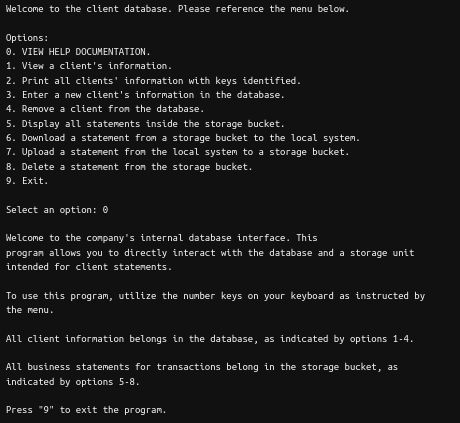 Welcome to the client database. Please reference the menu below.
Options:
0. VIEW HELP DOCUMENTATION.
1. View a client's information.
2. Print all clients' information with keys identified.
3. Enter a new client's information in the database.
4. Remove a client from the database.
5. Display all statements inside the storage bucket.
6. Download a statement from a storage bucket to the local system.
7. Upload a statement from the local system to a storage bucket.
8. Delete a statement from the storage bucket.
9. Exit.
Select an option: 0
Welcome to the company's internal database interface. This
program allows you to directly interact with the database and a storage unit
intended for client statements.
To use this program, utilize the number keys on your keyboard as instructed by
the menu.
All client information belongs in the database, as indicated by options 1-4.
All business statements for transactions belong in the storage bucket, as
indicated by options 5-8.
Press "9" to exit the program.